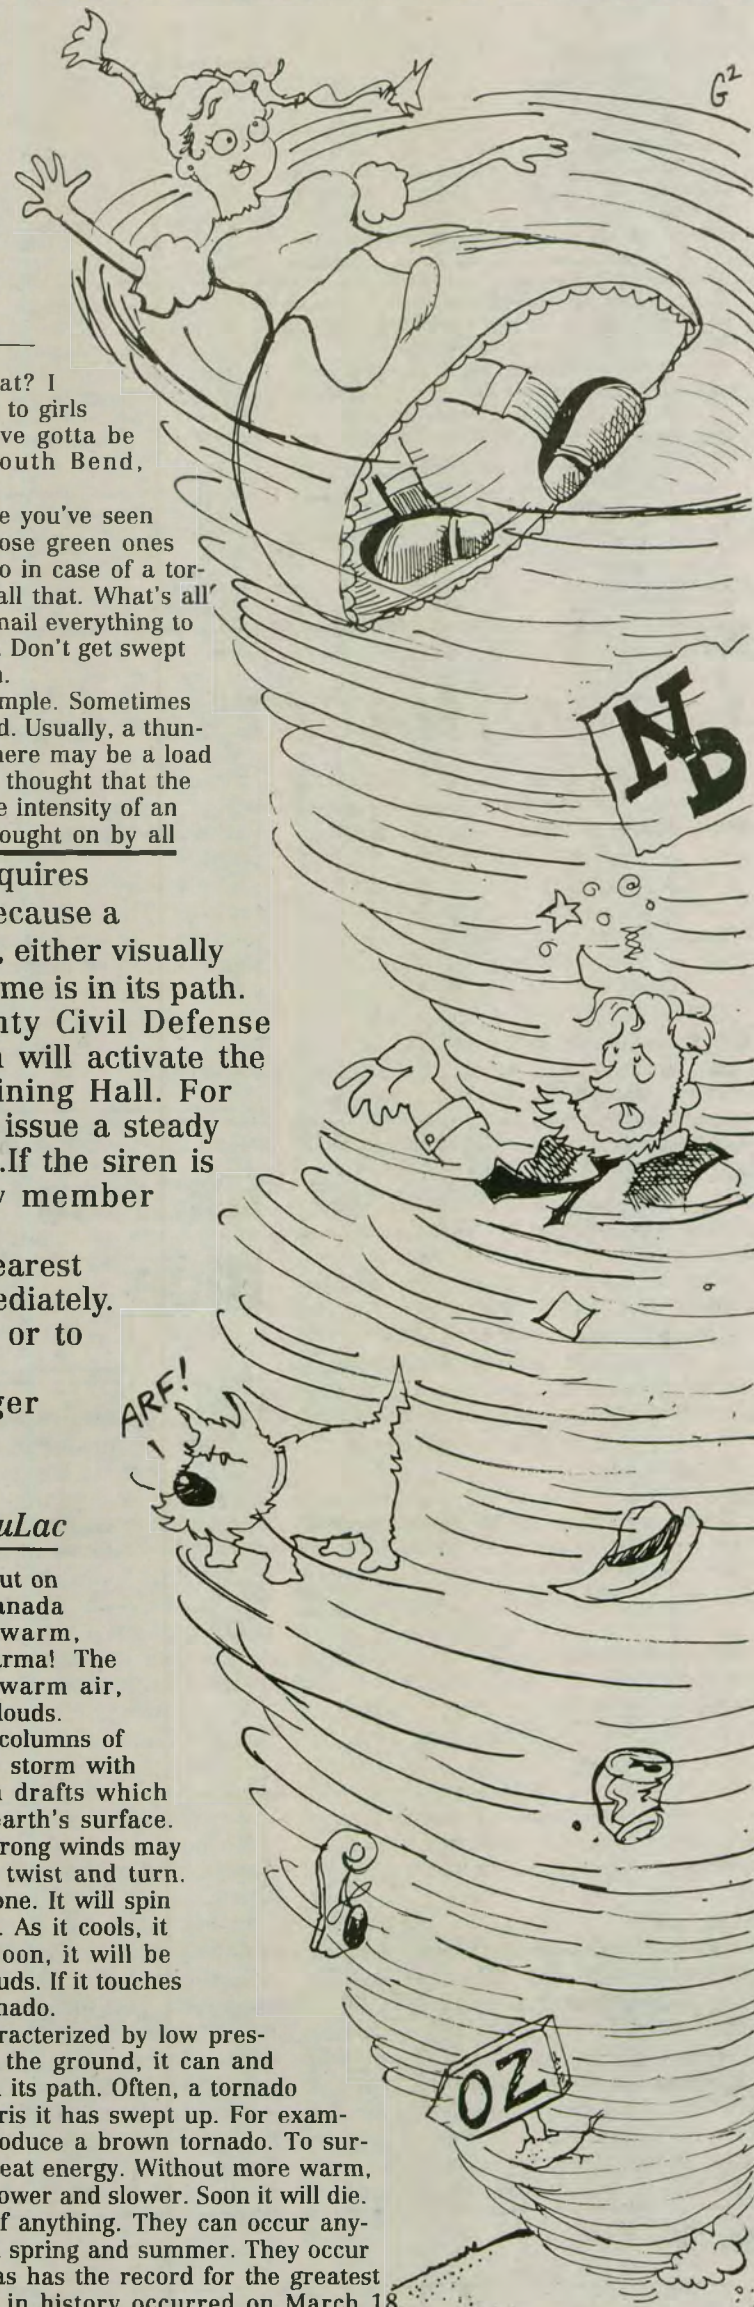 G²
at? I
to girls
ve gotta be
outh Bend,
e you've seen
ose green ones
o in case of a tor-
all that. What's all
nail everything to
. Don't get swept
n.
mple. Sometimes
d. Usually, a thun-
here may be a load
thought that the
e intensity of an
ought on by all
ND
quires
ecause a
, either visually
me is in its path.
nty Civil Defense
n will activate the
ining Hall. For
issue a steady
.If the siren is
y member
earest
ediately.
or to
ger
ARF!
uLac
ut on
anada
warm,
arma! The
warm air,
louds.
columns of
storm with
n drafts which
earth's surface.
rong winds may
twist and turn.
one. It will spin
. As it cools, it
oon, it will be
uds. If it touches
nado.
OZ
racterized by low pres-
the ground, it can and
n its path. Often, a tornado
ris it has swept up. For exam-
oduce a brown tornado. To sur-
eat energy. Without more warm,
ower and slower. Soon it will die.
f anything. They can occur any-
n spring and summer. They occur
as has the record for the greatest
in history occurred on March 18